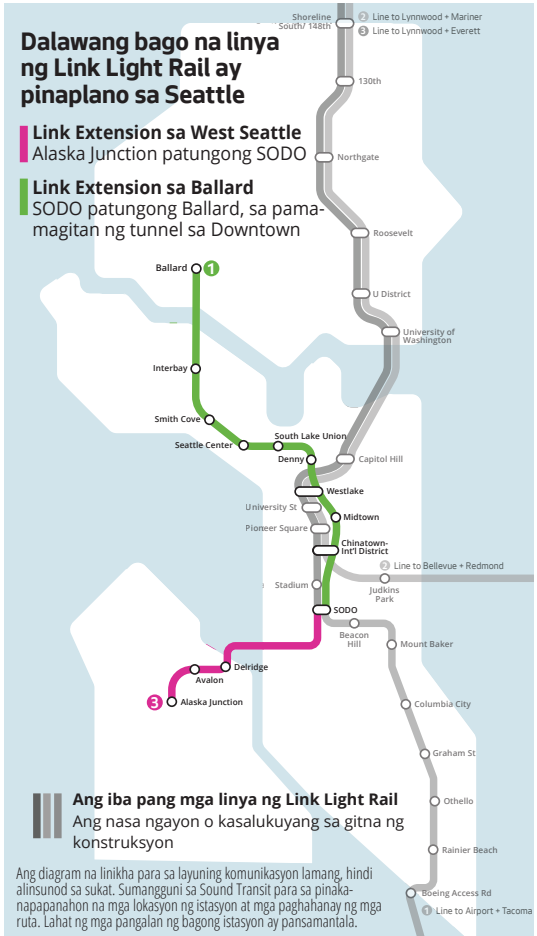 Dalawang bago na linya
ng Link Light Rail ay
pinaplano sa Seattle
Link Extension sa West Seattle
Alaska Junction patungong SODO
Link Extension sa Ballard
SODO patungong Ballard, sa pama-
magitan ng tunnel sa Downtown
Shoreline
South/ 148th
2 Line to Lynnwood + Mariner
3 Line to Lynnwood + Everett
130th
Northgate
Roosevelt
U District
University of
Washington
Capitol Hill
Ballard 1
Interbay
Smith Cove
Seattle Center
South Lake Union
Denny
Westlake
University St
Midtown
Pioneer Square
Chinatown-
Int'l District
2 Line to Bellevue + Redmond
Stadium
Judkins
Park
SODO
Beacon
Hill
Mount Baker
Delridge
Avalon
3 Alaska Junction
Columbia City
Graham St
Othello
Rainier Beach
Boeing Access Rd
1 Line to Airport + Tacoma
Ang iba pang mga linya ng Link Light Rail
Ang nasa ngayon o kasalukuyang sa gitna ng
konstruksyon
Ang diagram na linikha para sa layuning komunikasyon lamang, hindi
alinsunod sa sukat. Sumangguni sa Sound Transit para sa pinaka-
napapanahon na mga lokasyon ng istasyon at mga paghahanay ng mga
ruta. Lahat ng mga pangalan ng bagong istasyon ay pansamantala.